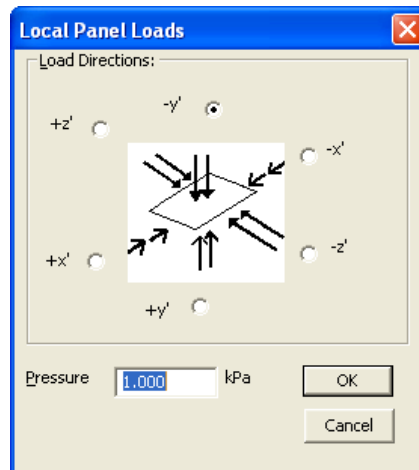 Local Panel Loads
Load Directions:
-y'
+z'
-x'
+x'
-z'
+y'
Pressure 1.000 kPa OK
Cancel